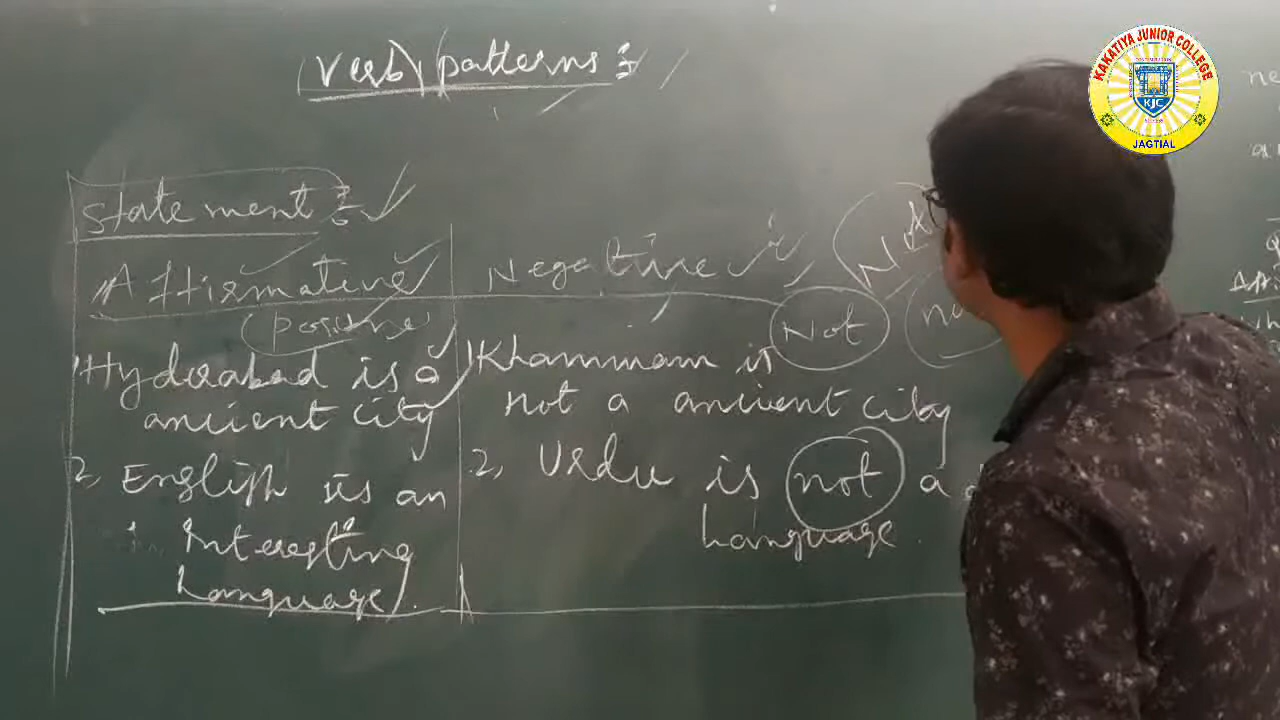 Verb patterns :-
Statement :-
Affirmative
Negative
(positive)
Not
1 Hyderabad is a
ancient city
2, English is an
Interesting
Language.
1 Khammam is
not a ancient city
2, Urdu is not a
Language.
KAKATIYA JUNIOR COLLEGE
KJC
JAGTIAL